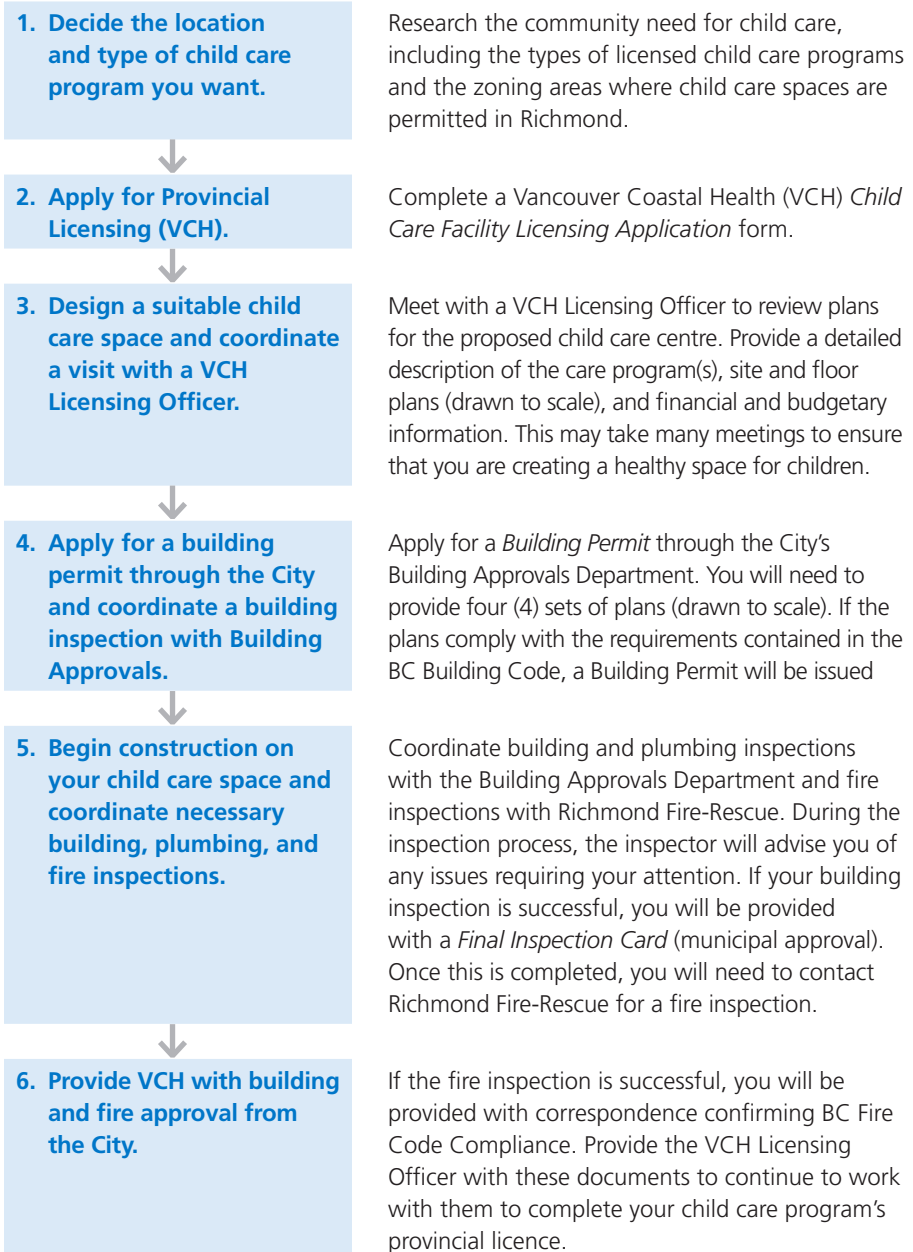 1. Decide the location
and type of child care
program you want.
Research the community need for child care,
including the types of licensed child care programs
and the zoning areas where child care spaces are
permitted in Richmond.
2. Apply for Provincial
Licensing (VCH).
Complete a Vancouver Coastal Health (VCH) Child
Care Facility Licensing Application form.
3. Design a suitable child
care space and coordinate
a visit with a VCH
Licensing Officer.
Meet with a VCH Licensing Officer to review plans
for the proposed child care centre. Provide a detailed
description of the care program(s), site and floor
plans (drawn to scale), and financial and budgetary
information. This may take many meetings to ensure
that you are creating a healthy space for children.
4. Apply for a building
permit through the City
and coordinate a building
inspection with Building
Approvals.
Apply for a Building Permit through the City’s
Building Approvals Department. You will need to
provide four (4) sets of plans (drawn to scale). If the
plans comply with the requirements contained in the
BC Building Code, a Building Permit will be issued
5. Begin construction on
your child care space and
coordinate necessary
building, plumbing, and
fire inspections.
Coordinate building and plumbing inspections
with the Building Approvals Department and fire
inspections with Richmond Fire-Rescue. During the
inspection process, the inspector will advise you of
any issues requiring your attention. If your building
inspection is successful, you will be provided
with a Final Inspection Card (municipal approval).
Once this is completed, you will need to contact
Richmond Fire-Rescue for a fire inspection.
6. Provide VCH with building
and fire approval from
the City.
If the fire inspection is successful, you will be
provided with correspondence confirming BC Fire
Code Compliance. Provide the VCH Licensing
Officer with these documents to continue to work
with them to complete your child care program’s
provincial licence.